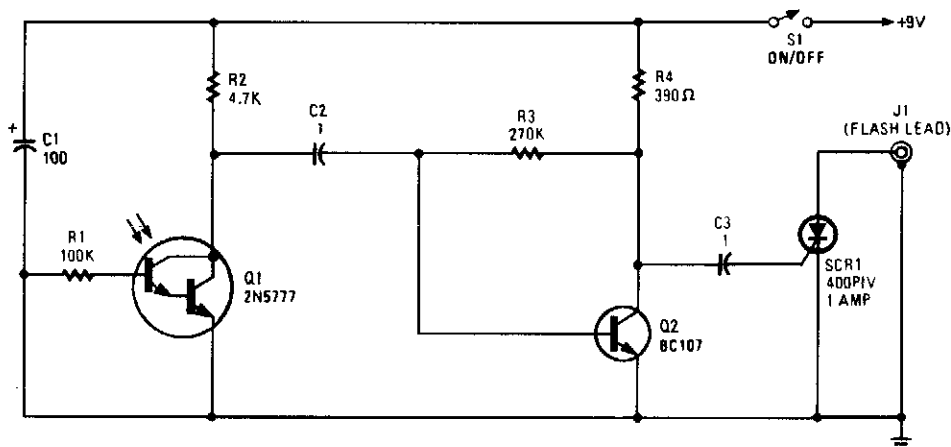 +9V
S1
ON/OFF
R2
4.7K
R4
390Ω
J1
(FLASH LEAD)
C2
1
R3
270K
+
C1
100
C3
1
R1
100K
Q1
2N5777
SCR1
400PIV
1 AMP
Q2
BC107